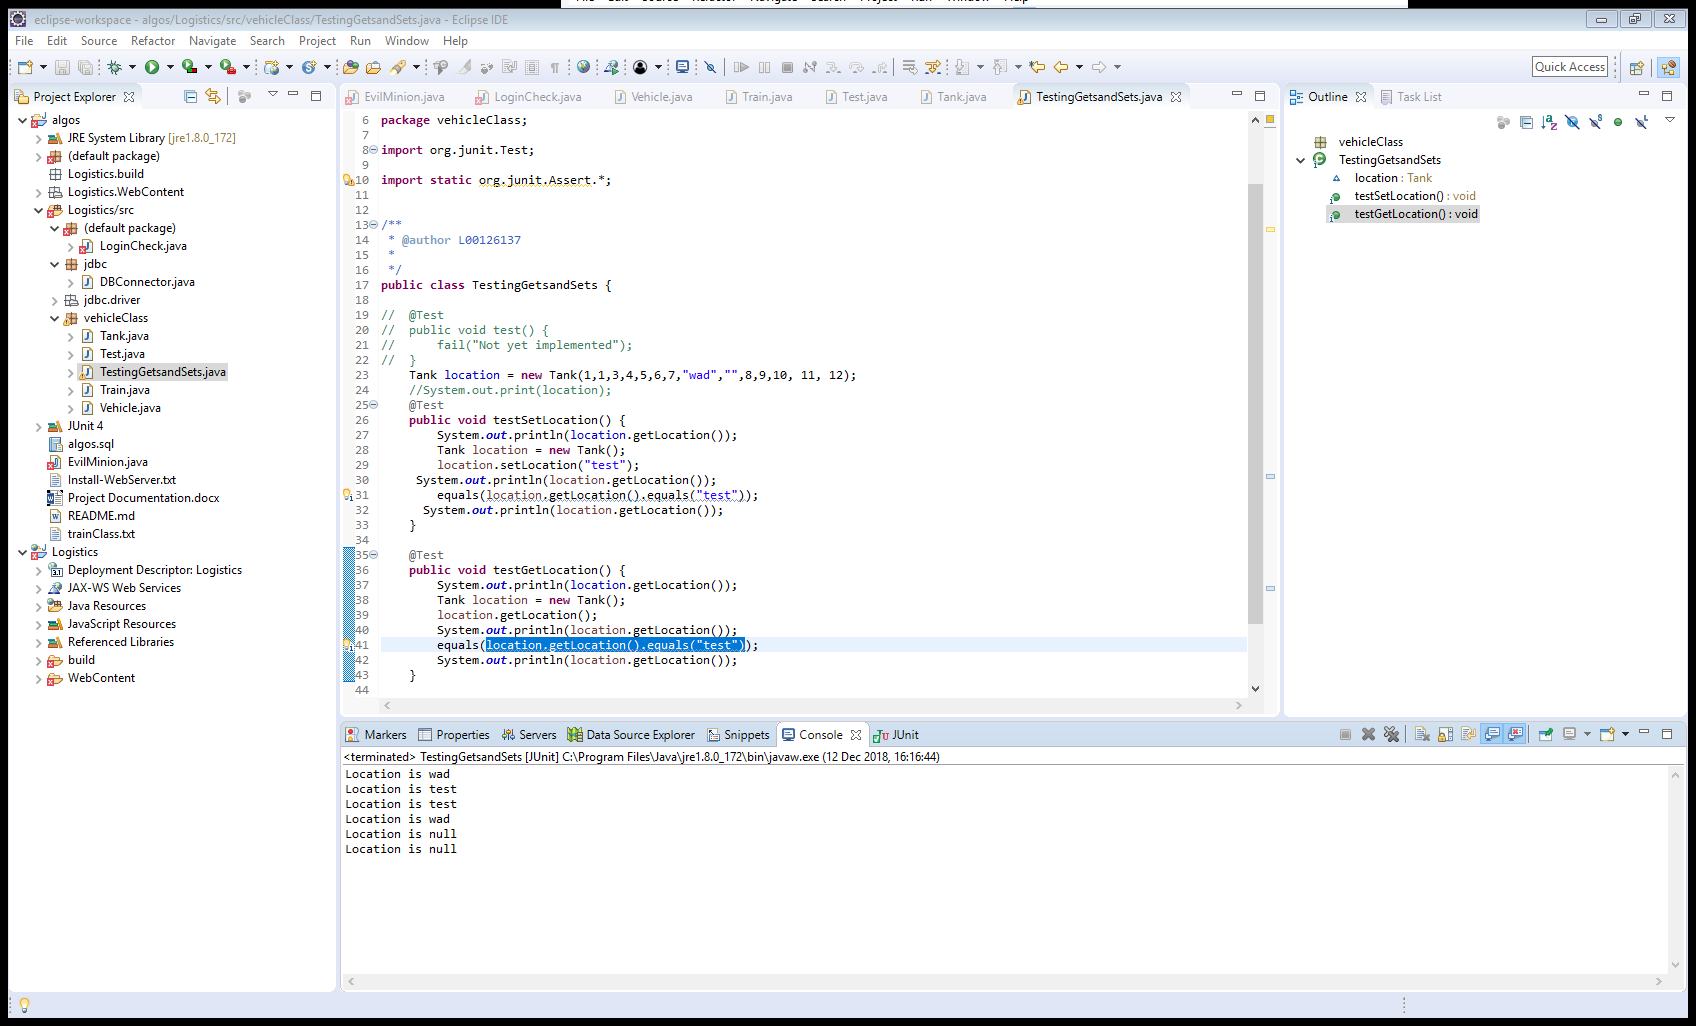 eclipse-workspace - algos/Logistics/src/vehicleClass/TestingGetsandSets.java - Eclipse IDE
File Edit Source Refactor Navigate Search Project Run Window Help
Quick Access
Project Explorer
algos
JRE System Library [jre1.8.0_172]
(default package)
Logistics.build
Logistics.WebContent
Logistics/src
(default package)
LoginCheck.java
jdbc
DBConnector.java
jdbc.driver
vehicleClass
Tank.java
Test.java
TestingGetsandSets.java
Train.java
Vehicle.java
JUnit 4
algos.sql
EvilMinion.java
Install-WebServer.txt
Project Documentation.docx
README.md
trainClass.txt
Logistics
Deployment Descriptor: Logistics
JAX-WS Web Services
Java Resources
JavaScript Resources
Referenced Libraries
build
WebContent
EvilMinion.java LoginCheck.java Vehicle.java Train.java Test.java Tank.java TestingGetsandSets.java
6 package vehicleClass;
7
8 import org.junit.Test;
9
10 import static org.junit.Assert.*;
11
12
13 /**
14 * @author L00126137
15 *
16 */
17 public class TestingGetsandSets {
18
19 // @Test
20 // public void test() {
21 // fail("Not yet implemented");
22 // }
23 Tank location = new Tank(1,1,3,4,5,6,7,"wad","",8,9,10, 11, 12);
24 //System.out.print(location);
25 @Test
26 public void testSetLocation() {
27 System.out.println(location.getLocation());
28 Tank location = new Tank();
29 location.setLocation("test");
30 System.out.println(location.getLocation());
31 equals(location.getLocation().equals("test"));
32 System.out.println(location.getLocation());
33 }
34
35 @Test
36 public void testGetLocation() {
37 System.out.println(location.getLocation());
38 Tank location = new Tank();
39 location.getLocation();
40 System.out.println(location.getLocation());
41 equals(location.getLocation().equals("test"));
42 System.out.println(location.getLocation());
43 }
44
Outline Task List
vehicleClass
TestingGetsandSets
location : Tank
testSetLocation() : void
testGetLocation() : void
Markers Properties Servers Data Source Explorer Snippets Console JUnit
<terminated> TestingGetsandSets [JUnit] C:\Program Files\Java\jre1.8.0_172\bin\javaw.exe (12 Dec 2018, 16:16:44)
Location is wad
Location is test
Location is test
Location is wad
Location is null
Location is null